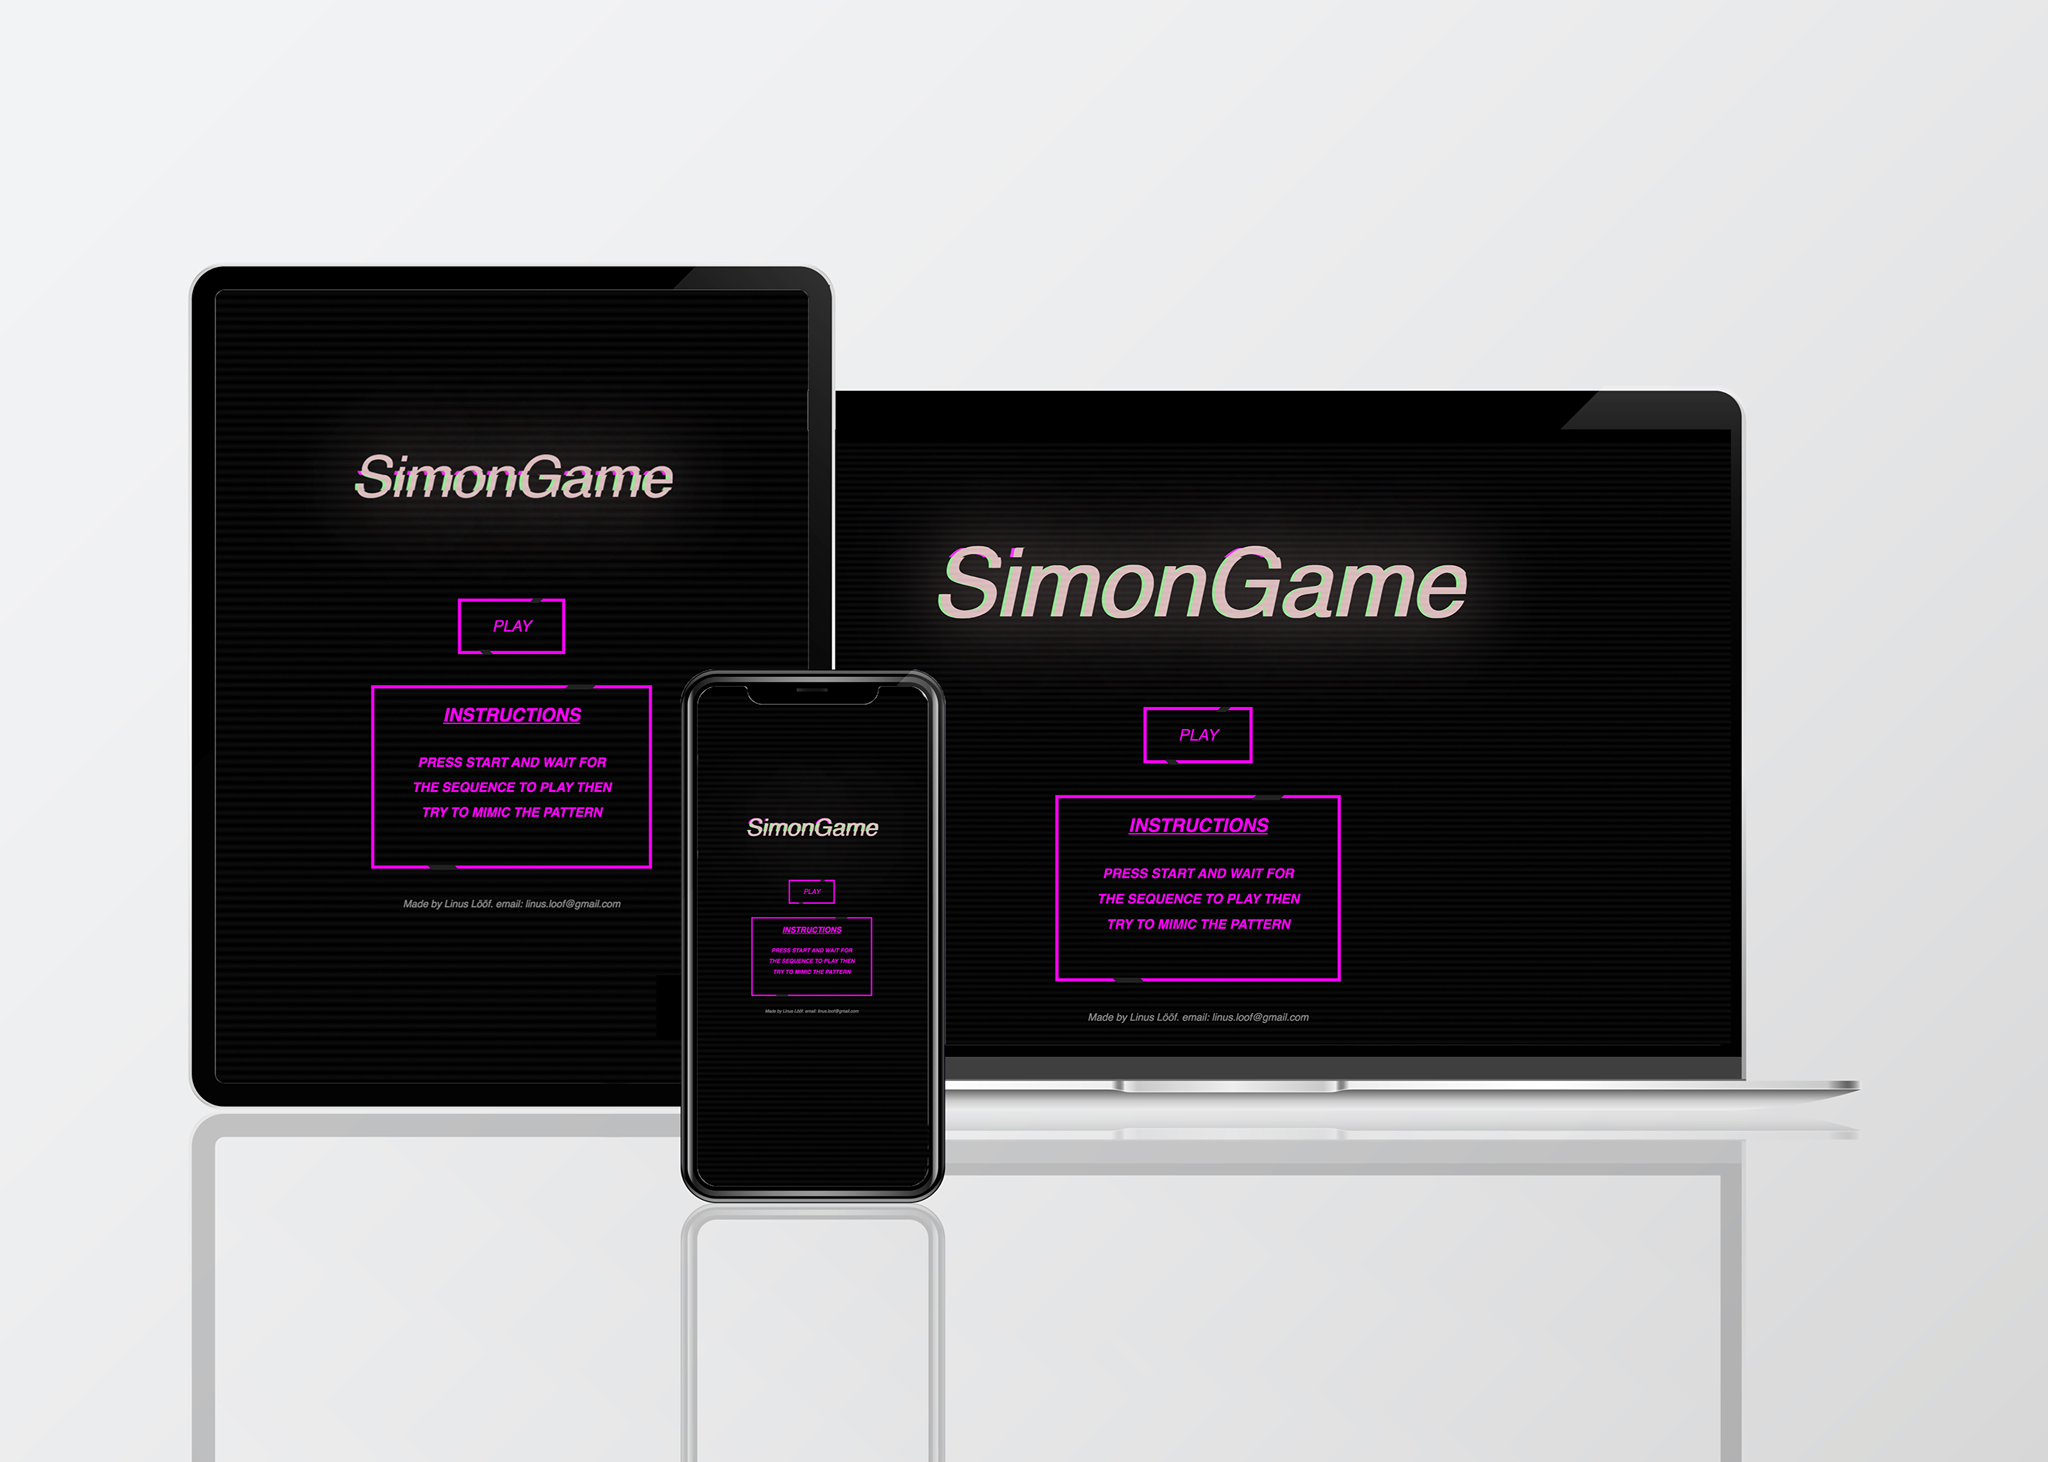 SimonGame
PLAY
INSTRUCTIONS
PRESS START AND WAIT FOR
THE SEQUENCE TO PLAY THEN
TRY TO MIMIC THE PATTERN
Made by Linus Lööf. email: linus.loof@gmail.com
SimonGame
PLAY
INSTRUCTIONS
PRESS START AND WAIT FOR
THE SEQUENCE TO PLAY THEN
TRY TO MIMIC THE PATTERN
Made by Linus Lööf. email: linus.loof@gmail.com
SimonGame
PLAY
INSTRUCTIONS
PRESS START AND WAIT FOR
THE SEQUENCE TO PLAY THEN
TRY TO MIMIC THE PATTERN
Made by Linus Lööf. email: linus.loof@gmail.com